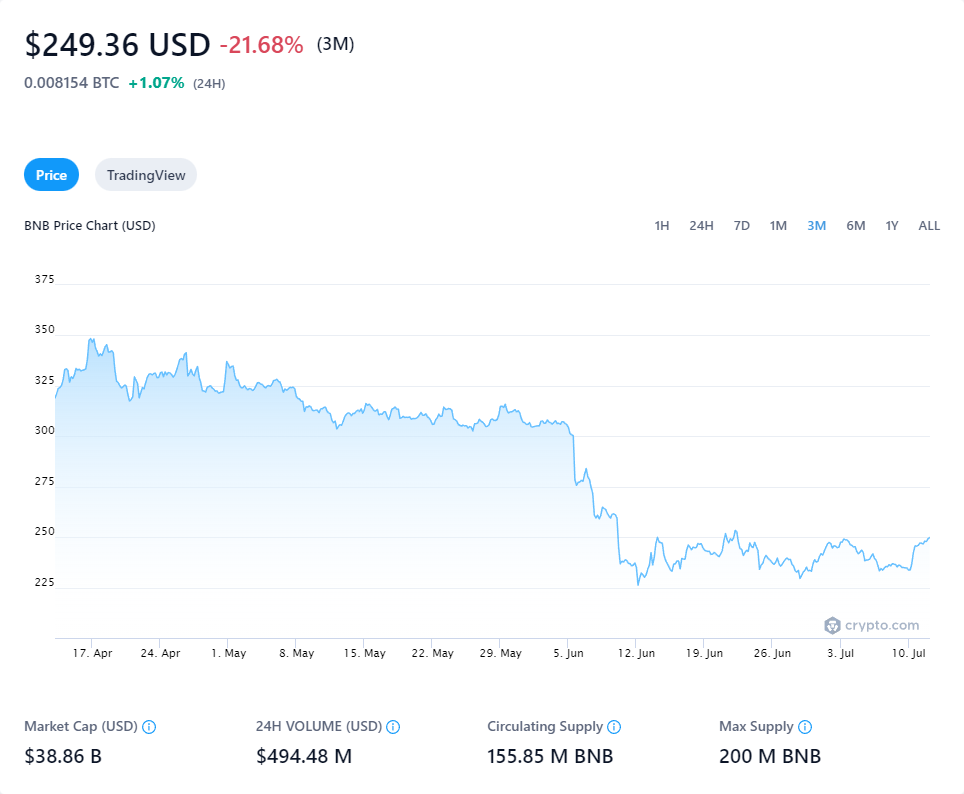 $249.36 USD -21.68% (3M)
0.008154 BTC +1.07% (24H)
Price TradingView
BNB Price Chart (USD) 1H 24H 7D 1M 3M 6M 1Y ALL
375
350
325
300
275
250
225
crypto.com
17. Apr 24. Apr 1. May 8. May 15. May 22. May 29. May 5. Jun 12. Jun 19. Jun 26. Jun 3. Jul 10. Jul
Market Cap (USD) 24H VOLUME (USD) Circulating Supply Max Supply
$38.86 B $494.48 M 155.85 M BNB 200 M BNB